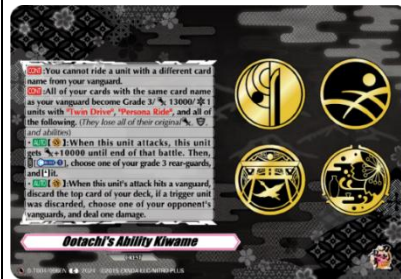 CONT:You cannot ride a unit with a different card
name from your vanguard.
CONT:All of your cards with the same card name
as your vanguard become Grade 3/ 13000/ 1
units with "Twin Drive", "Persona Ride", and all of
the following. (They lose all of their original , ,
and abilities)
• AUTO【 】:When this unit attacks, this unit
gets +10000 until end of that battle. Then,
choose one of your grade 3 rear-guards,
and it.
• AUTO【 】:When this unit's attack hits a vanguard,
discard the top card of your deck, if a trigger unit
was discarded, choose one of your opponent's
vanguards, and deal one damage.
Ootachi's Ability Kiwame